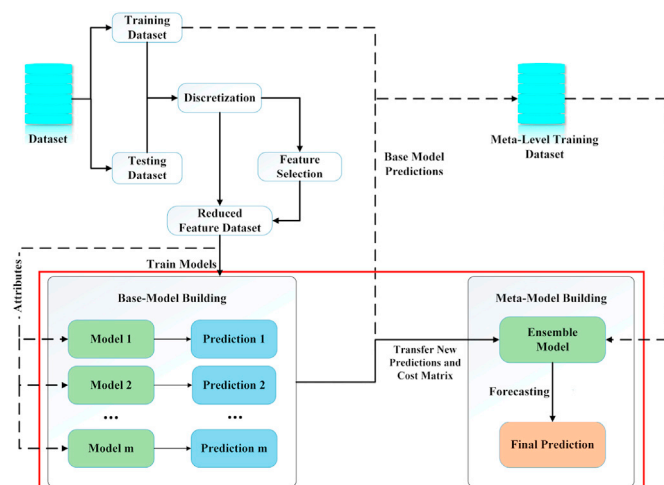 Training
Dataset
Dataset
Discretization
Testing
Dataset
Feature
Selection
Reduced
Feature Dataset
Base Model
Predictions
Meta-Level Training
Dataset
Attributes
Train Models
Base-Model Building
Model 1
Prediction 1
Model 2
Prediction 2
...
...
Model m
Prediction m
Transfer New
Predictions and
Cost Matrix
Meta-Model Building
Ensemble
Model
Forecasting
Final Prediction